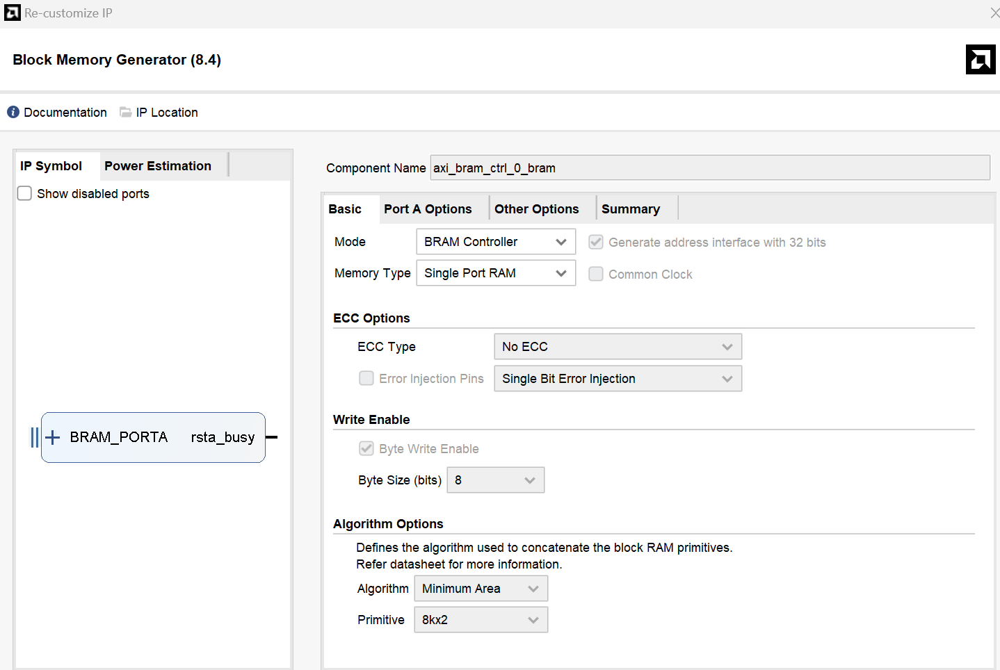 Re-customize IP
Block Memory Generator (8.4)
Documentation IP Location
IP Symbol Power Estimation
Show disabled ports
BRAM_PORTA rsta_busy
Component Name axi_bram_ctrl_0_bram
Basic Port A Options Other Options Summary
Mode BRAM Controller Generate address interface with 32 bits
Memory Type Single Port RAM Common Clock
ECC Options
ECC Type No ECC
Error Injection Pins Single Bit Error Injection
Write Enable
Byte Write Enable
Byte Size (bits) 8
Algorithm Options
Defines the algorithm used to concatenate the block RAM primitives.
Refer datasheet for more information.
Algorithm Minimum Area
Primitive 8kx2